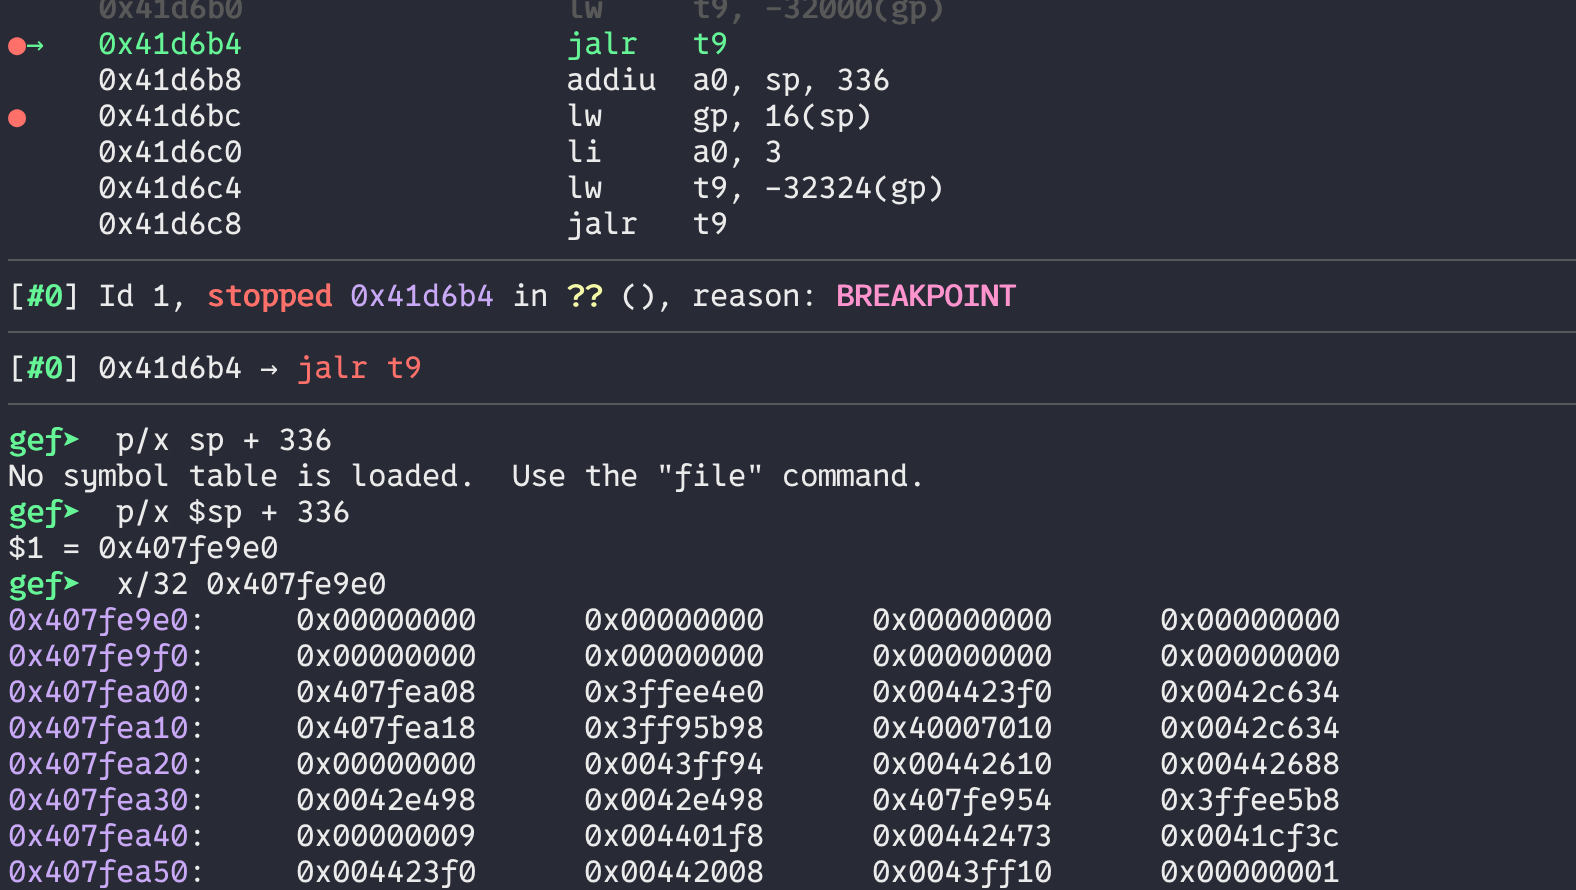 0x41d6b0 lw t9, -32000(gp)
●→ 0x41d6b4 jalr t9
0x41d6b8 addiu a0, sp, 336
● 0x41d6bc lw gp, 16(sp)
0x41d6c0 li a0, 3
0x41d6c4 lw t9, -32324(gp)
0x41d6c8 jalr t9
[#0] Id 1, stopped 0x41d6b4 in ?? (), reason: BREAKPOINT
[#0] 0x41d6b4 → jalr t9
gef➤ p/x sp + 336
No symbol table is loaded.  Use the "file" command.
gef➤ p/x $sp + 336
$1 = 0x407fe9e0
gef➤ x/32 0x407fe9e0
0x407fe9e0: 0x00000000 0x00000000 0x00000000 0x00000000
0x407fe9f0: 0x00000000 0x00000000 0x00000000 0x00000000
0x407fea00: 0x407fea08 0x3ffee4e0 0x004423f0 0x0042c634
0x407fea10: 0x407fea18 0x3ff95b98 0x40007010 0x0042c634
0x407fea20: 0x00000000 0x0043ff94 0x00442610 0x00442688
0x407fea30: 0x0042e498 0x0042e498 0x407fe954 0x3ffee5b8
0x407fea40: 0x00000009 0x004401f8 0x00442473 0x0041cf3c
0x407fea50: 0x004423f0 0x00442008 0x0043ff10 0x00000001